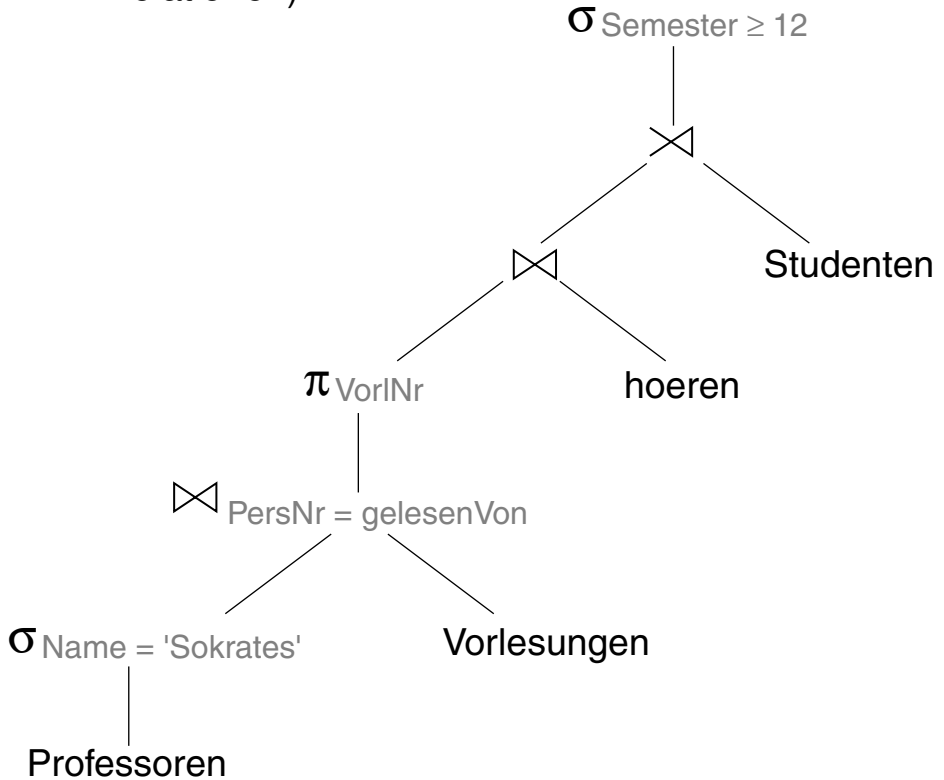 σ Semester ≥ 12
Studenten
π VorlNr
hoeren
⋈ PersNr = gelesenVon
σ Name = 'Sokrates'
Vorlesungen
Professoren